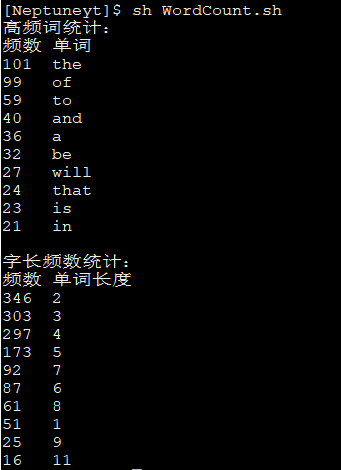 [Neptuneyt]$ sh WordCount.sh
高频词统计：
频数 单词
101 the
99 of
59 to
40 and
36 a
32 be
27 will
24 that
23 is
21 in
字长频数统计：
频数 单词长度
346 2
303 3
297 4
173 5
92 7
87 6
61 8
51 1
25 9
16 11